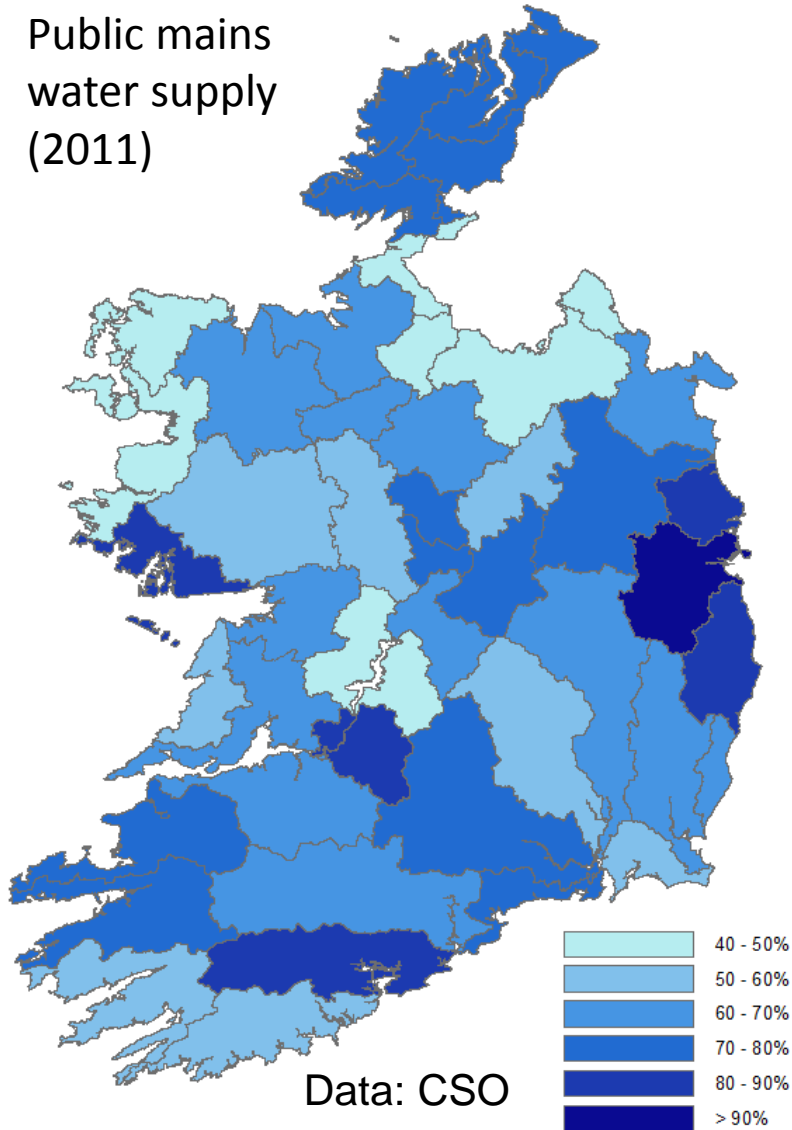 Public mains
water supply
(2011)
40 - 50%
50 - 60%
60 - 70%
70 - 80%
80 - 90%
> 90%
Data: CSO